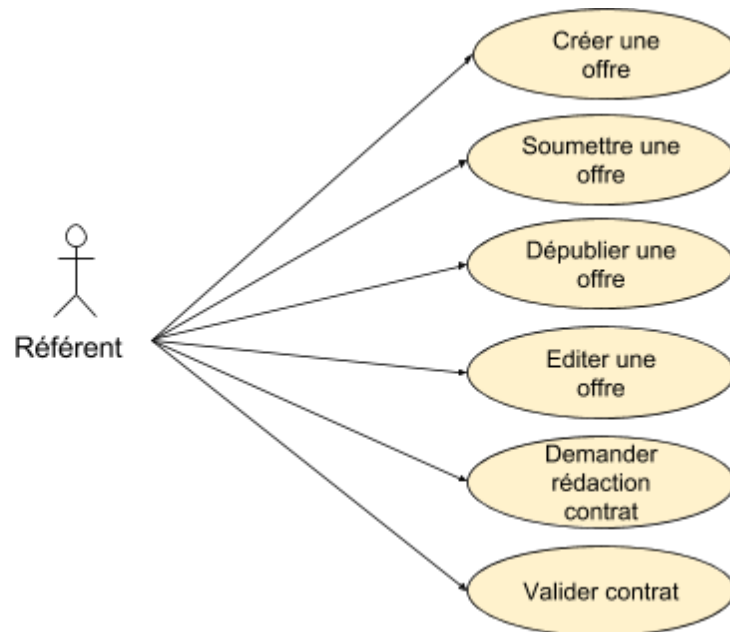 Créer une
offre
Soumettre une
offre
Dépublier une
offre
Référent
Editer une
offre
Demander
rédaction
contrat
Valider contrat